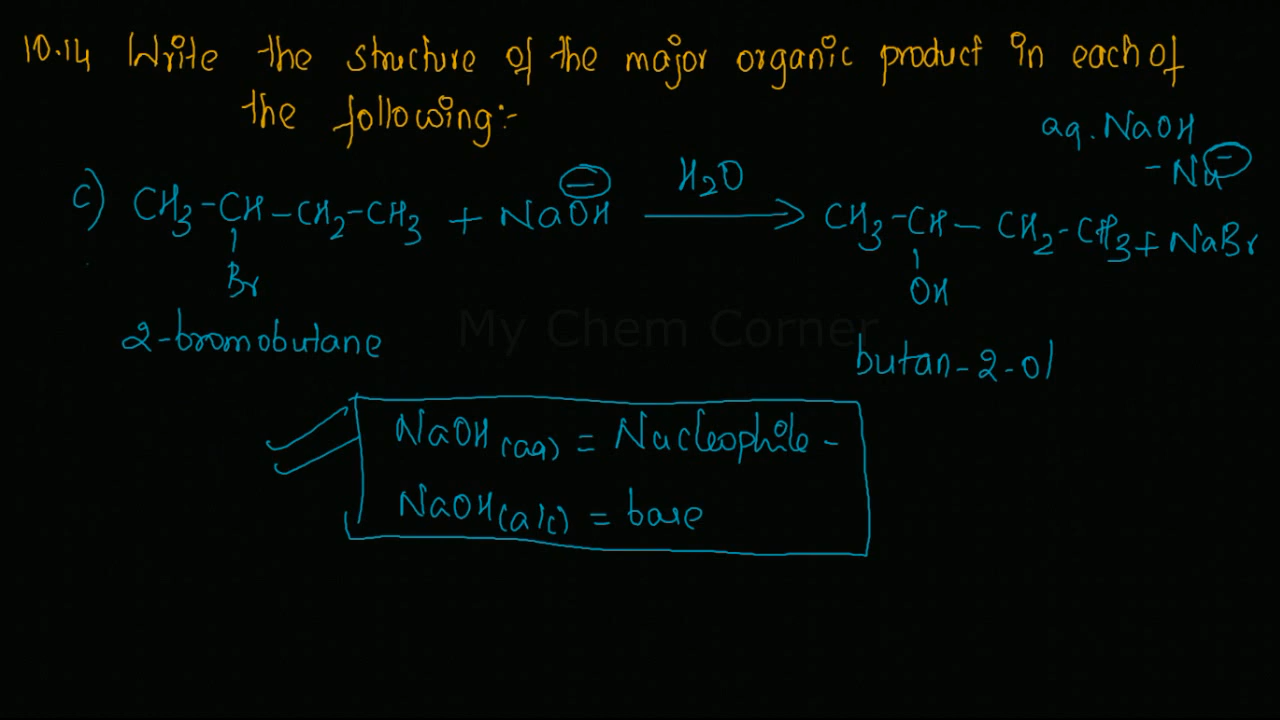 10.14 Write the structure of the major organic product in each of
the following:-
aq. NaOH
-Nu⊖
c) CH3-CH-CH2-CH3 + NaOH⊖ H2O → CH3-CH-CH2-CH3 + NaBr
Br OH
2-bromobutane butan-2-ol
My Chem Corner
NaOH(aq) = Nucleophile -
NaOH(alc) = base